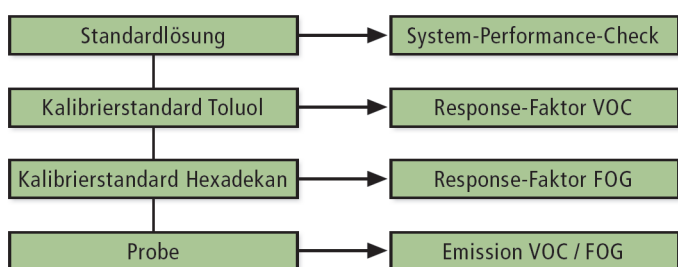 Standardlösung
System-Performance-Check
Kalibrierstandard Toluol
Response-Faktor VOC
Kalibrierstandard Hexadekan
Response-Faktor FOG
Probe
Emission VOC / FOG